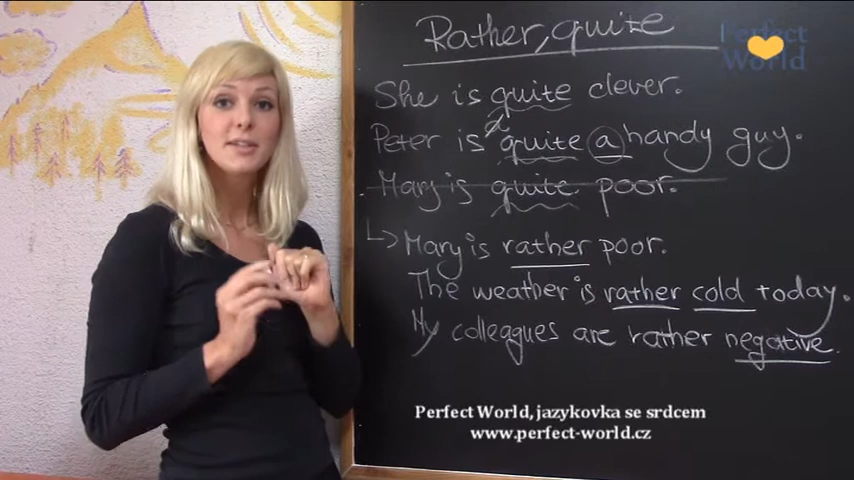 Rather, quite
Perfect World
She is quite clever.
Peter is a quite a handy guy.
Mary is quite poor.
Mary is rather poor.
The weather is rather cold today.
My colleagues are rather negative.
Perfect World, jazykovka se srdcem
www.perfect-world.cz